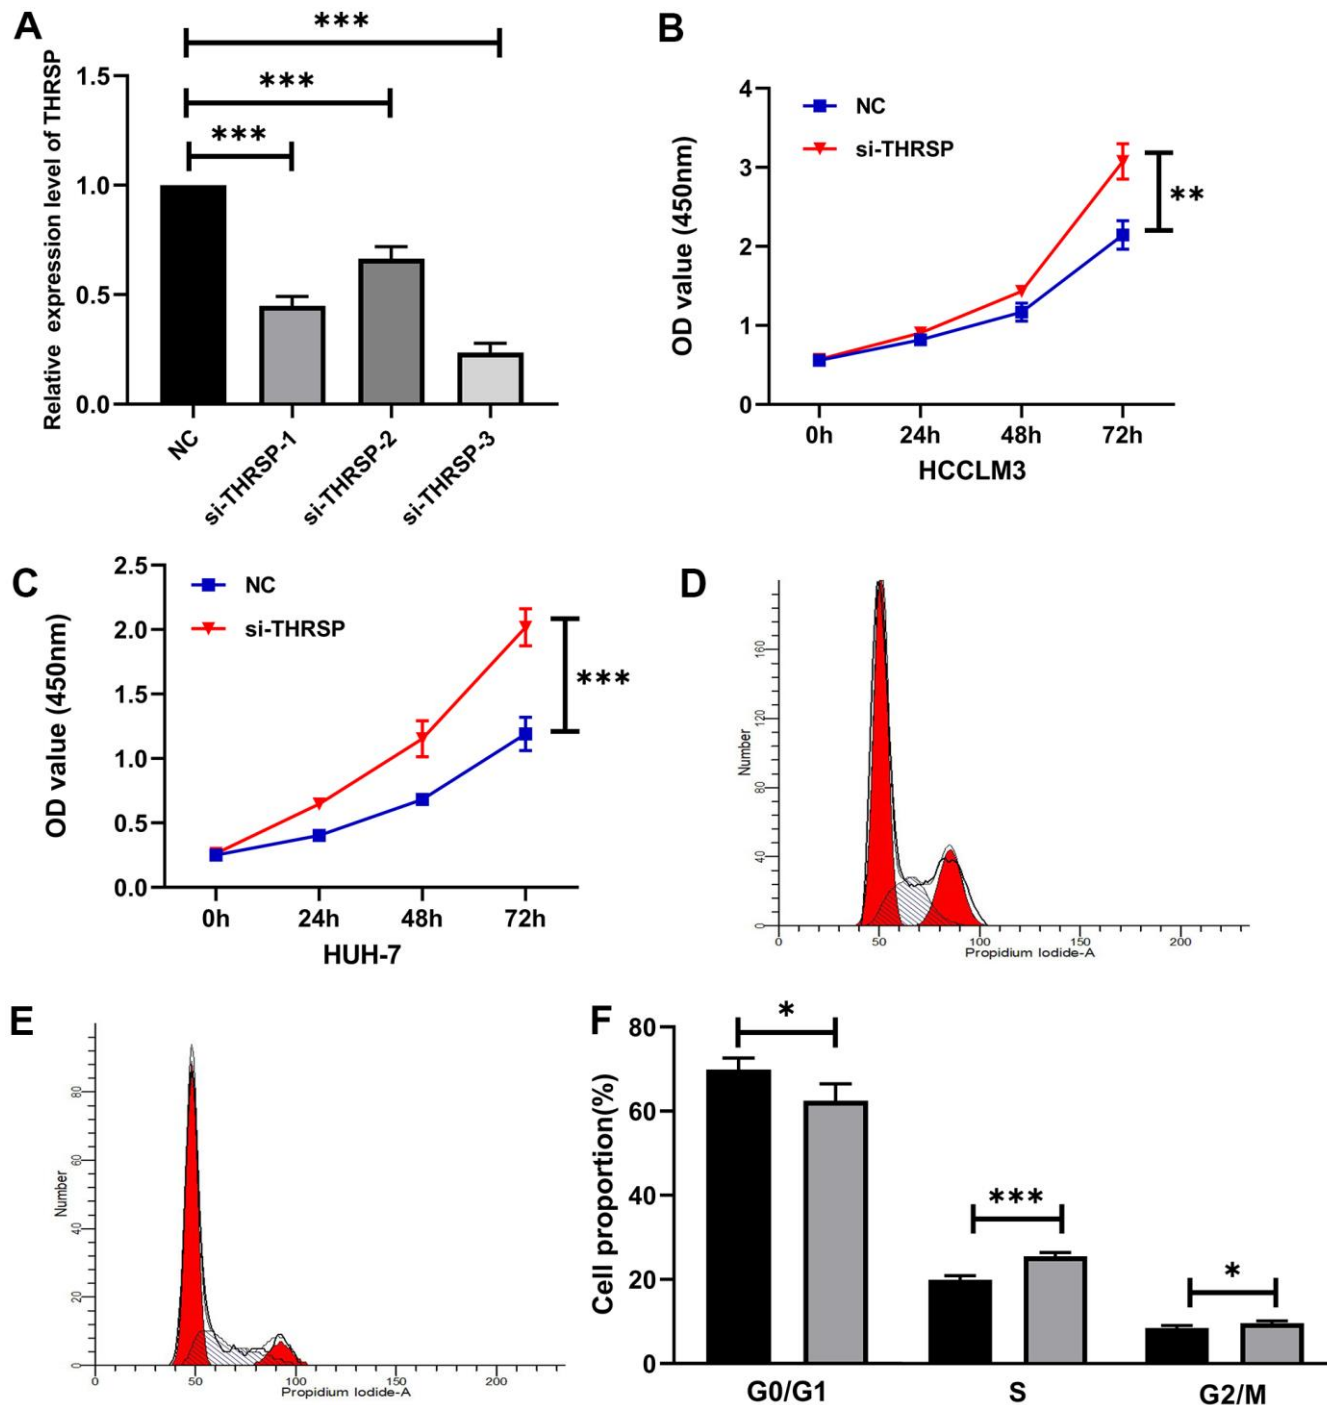 A
Relative expression level of THRSP
1.5
1.0
0.5
0.0
***
***
***
NC
si-THRSP-1
si-THRSP-2
si-THRSP-3
B
OD value (450nm)
4
3
2
1
0
NC
si-THRSP
**
0h 24h 48h 72h
HCCLM3
C
OD value (450nm)
2.5
2.0
1.5
1.0
0.5
0.0
NC
si-THRSP
***
0h 24h 48h 72h
HUH-7
D
Number
160
120
80
40
0
0 50 100 150 200
Propidium Iodide-A
E
Number
80
60
40
20
0
0 50 100 150 200
Propidium Iodide-A
F
Cell proportion(%)
80
60
40
20
0
*
***
*
G0/G1 S G2/M